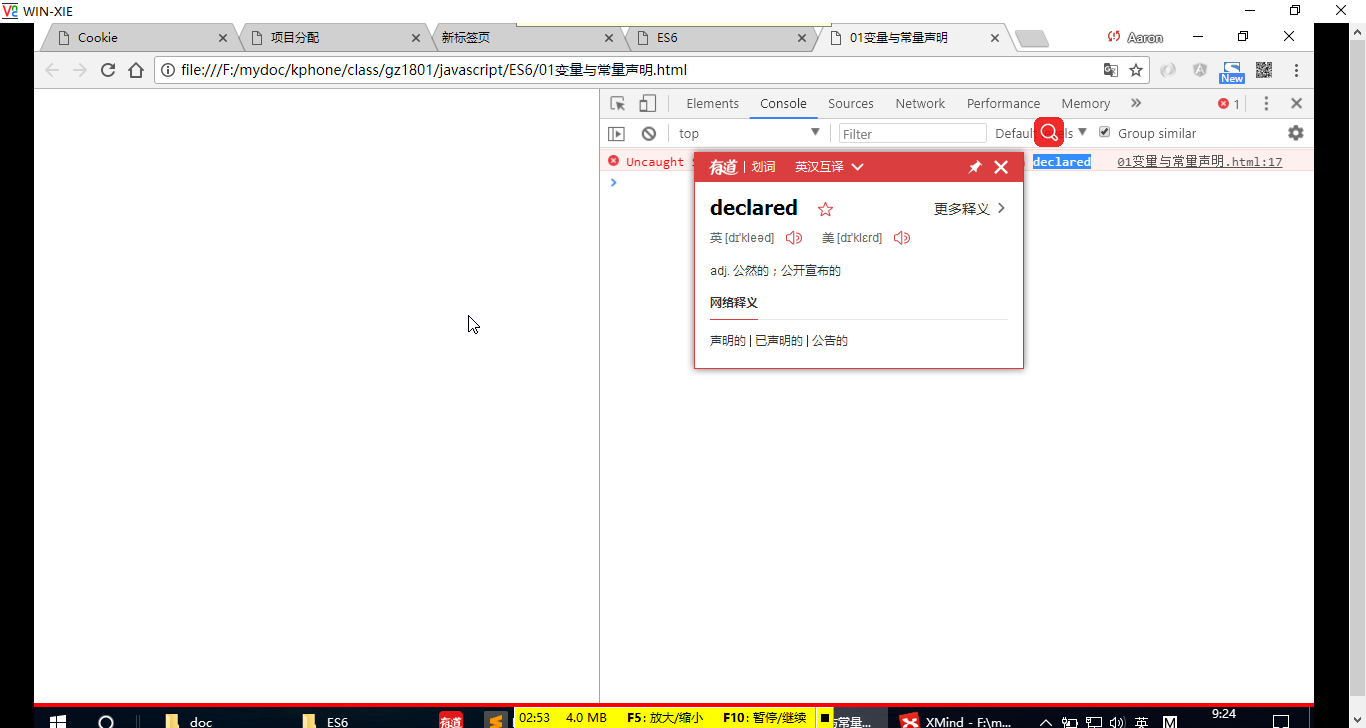 WIN-XIE
Cookie
项目分配
新标签页
ES6
01变量与常量声明
Aaron
file:///F:/mydoc/kphone/class/gz1801/javascript/ES6/01变量与常量声明.html
New
Elements Console Sources Network Performance Memory
1
top
Filter
Group similar
Uncaught
declared
01变量与常量声明.html:17
有道 | 划词 英汉互译
declared
更多释义
英 [dɪ'kleəd] 美 [dɪ'klɛrd]
adj. 公然的；公开宣布的
网络释义
声明的 | 已声明的 | 公告的
doc
ES6
有道
02:53 4.0 MB F5: 放大/缩小 F10: 暂停/继续
与常量...
XMind - F:\m...
英
M
9:24